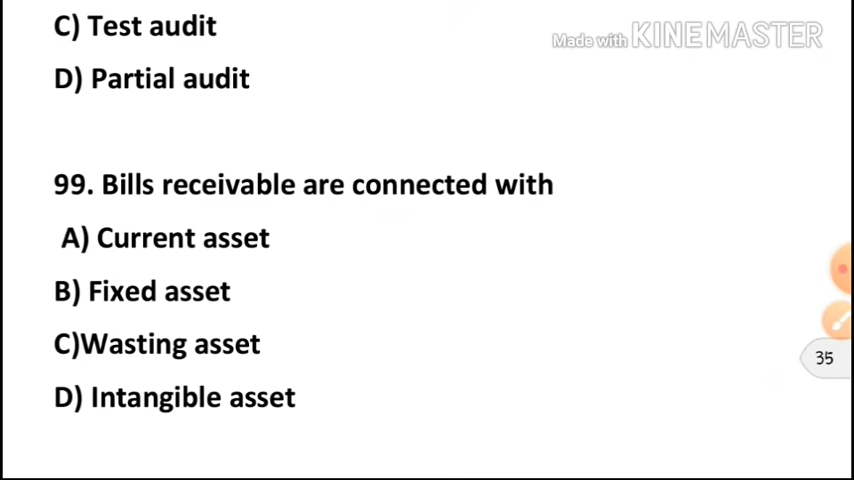 C) Test audit
Made with KINEMASTER
D) Partial audit
99. Bills receivable are connected with
A) Current asset
B) Fixed asset
C)Wasting asset
35
D) Intangible asset